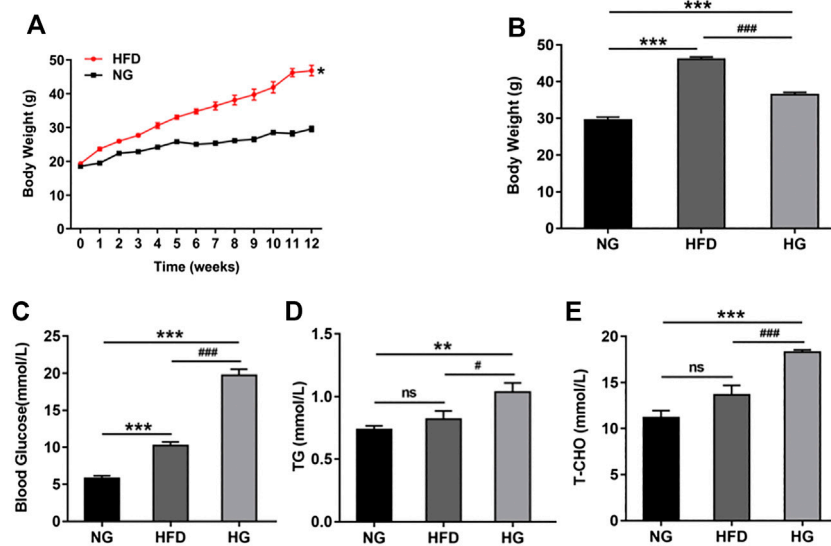 A
HFD
NG
50
40
30
20
10
0
*
Body Weight (g)
0 1 2 3 4 5 6 7 8 9 10 11 12
Time (weeks)
B
***
***
###
50
40
30
20
10
0
Body Weight (g)
NG HFD HG
C
***
###
***
25
20
15
10
5
0
Blood Glucose(mmol/L)
NG HFD HG
D
**
#
ns
1.5
1.0
0.5
0.0
TG (mmol/L)
NG HFD HG
E
***
###
ns
20
15
10
5
0
T-CHO (mmol/L)
NG HFD HG